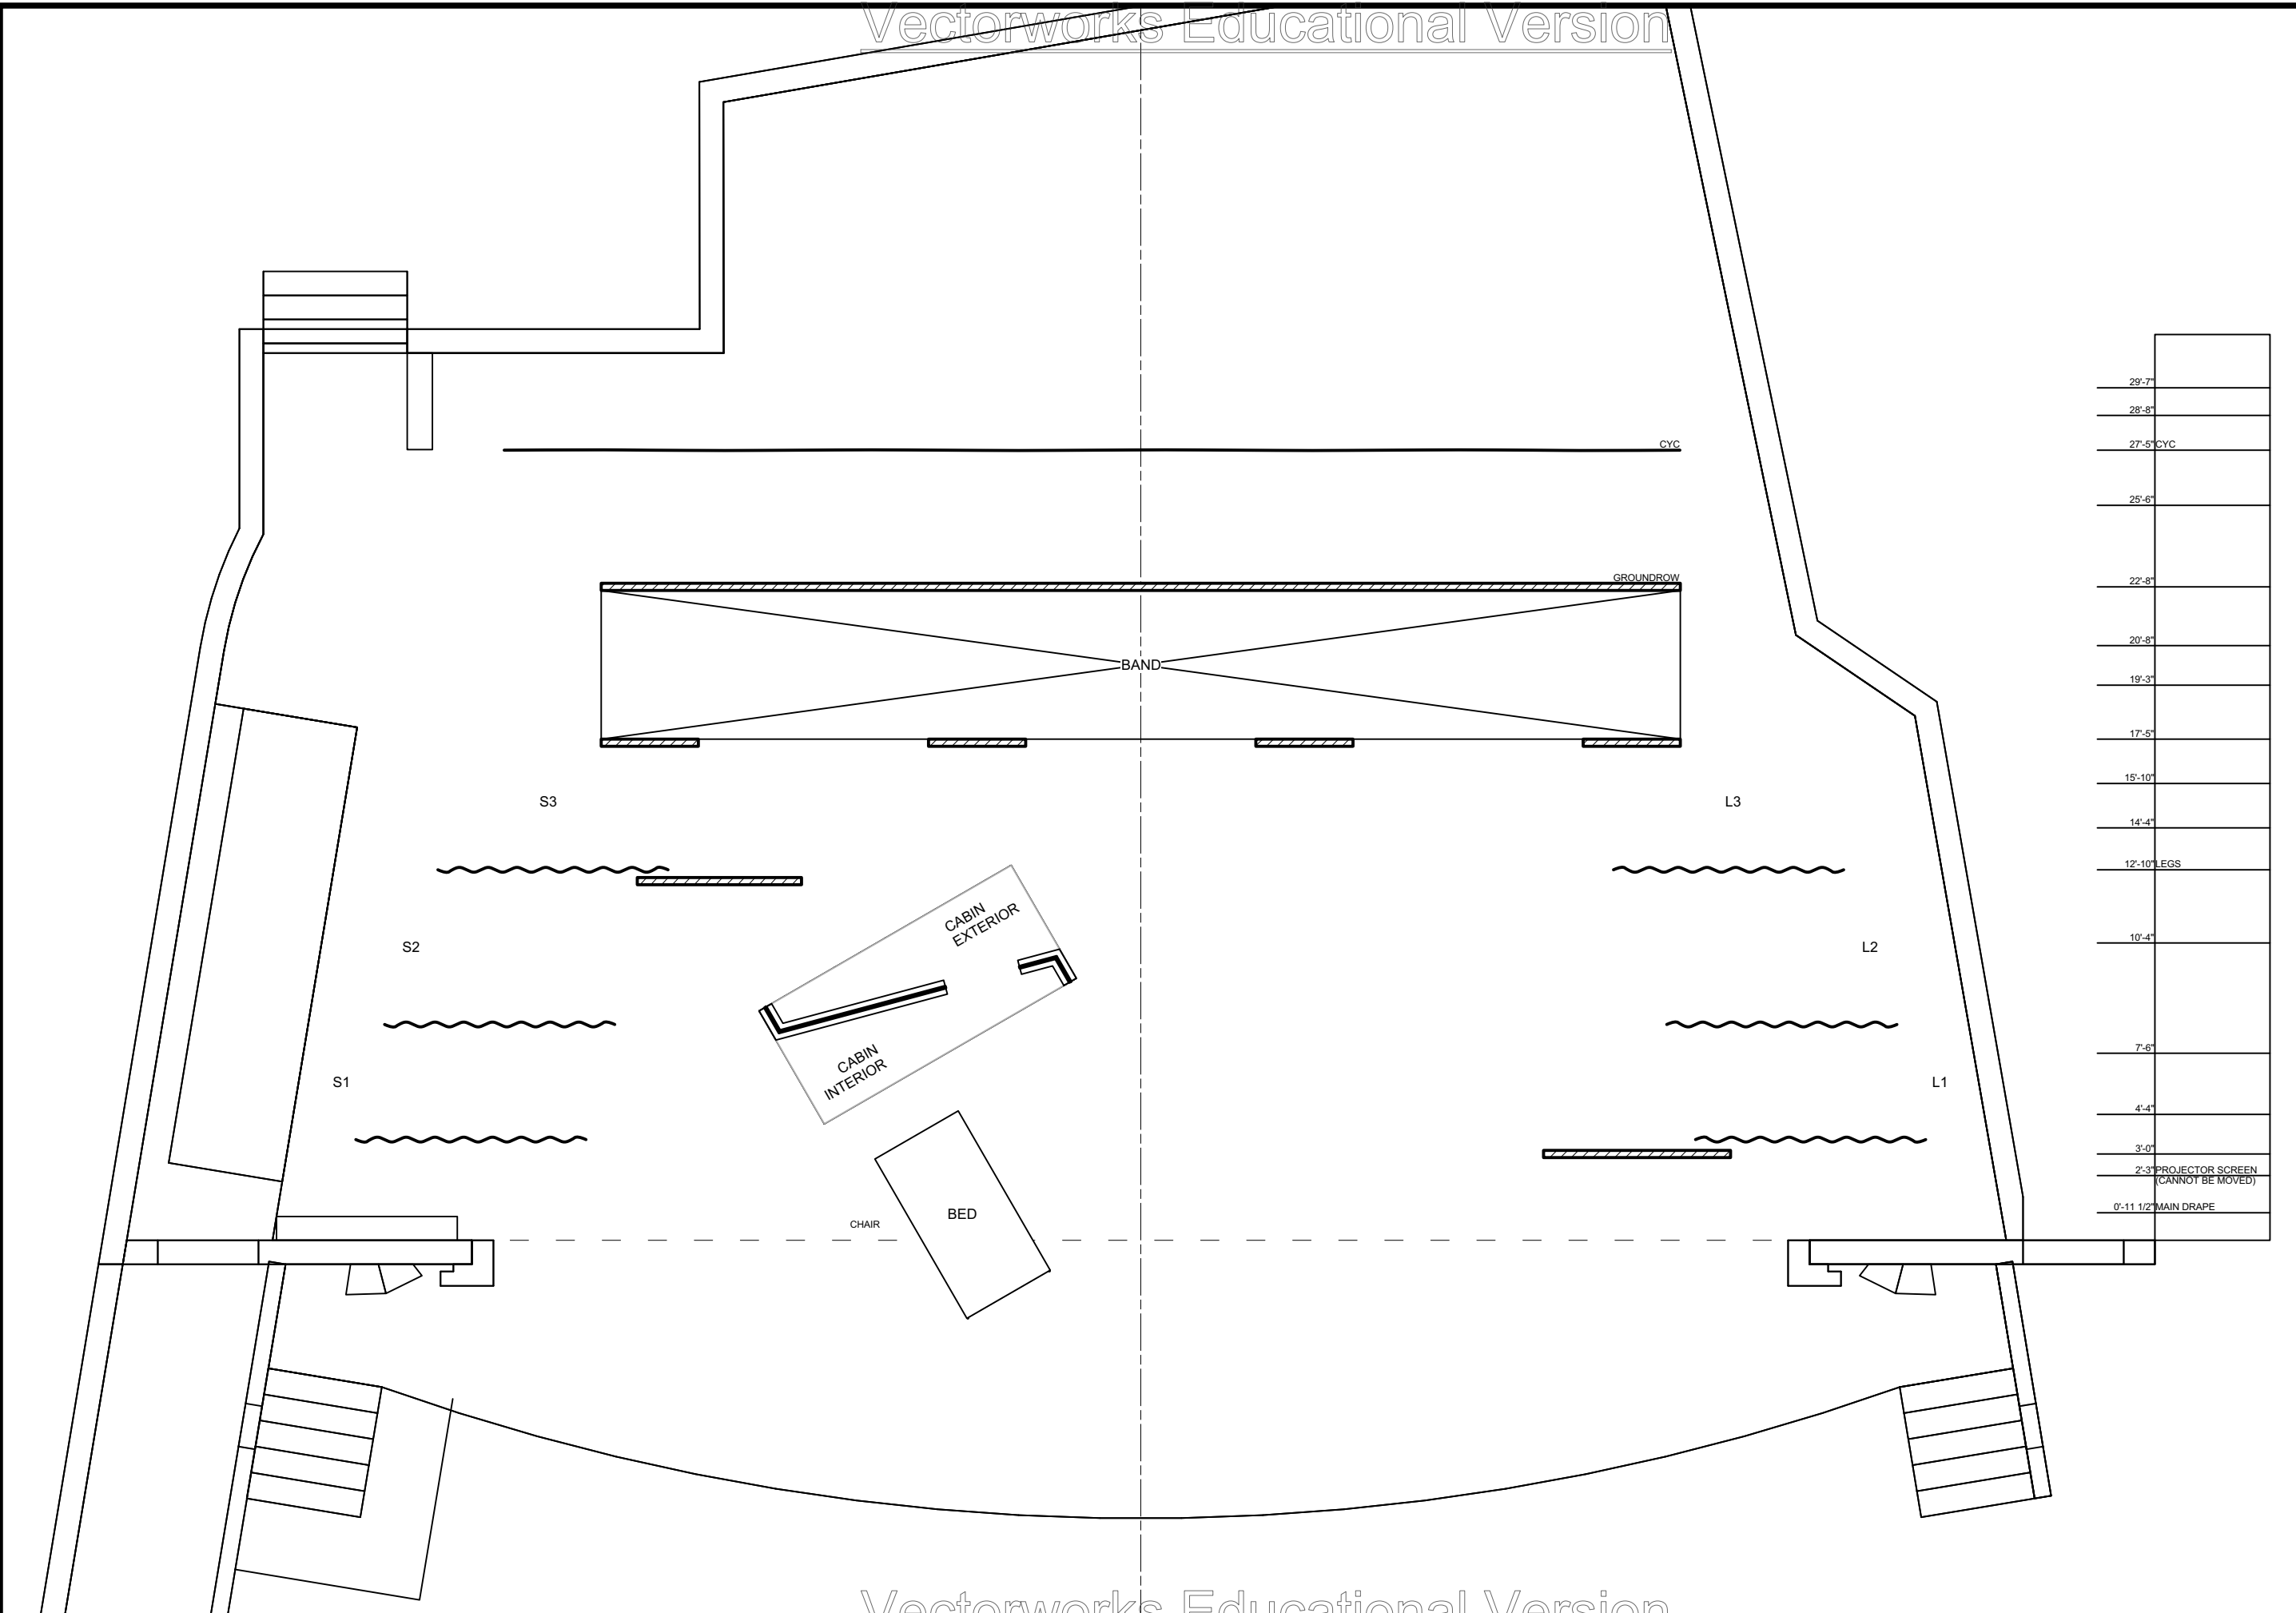 Vectorworks Educational Version
29'-7"
28'-8"
CYC
27'-5" CYC
25'-6"
GROUNDROW
22'-8"
20'-8"
BAND
19'-3"
17'-5"
15'-10"
S3
L3
14'-4"
12'-10" LEGS
CABIN
EXTERIOR
10'-4"
S2
L2
7'-6"
CABIN
INTERIOR
S1
L1
4'-4"
3'-0"
2'-3" PROJECTOR SCREEN
(CANNOT BE MOVED)
0'-11 1/2" MAIN DRAPE
BED
CHAIR
Vectorworks Educational Version